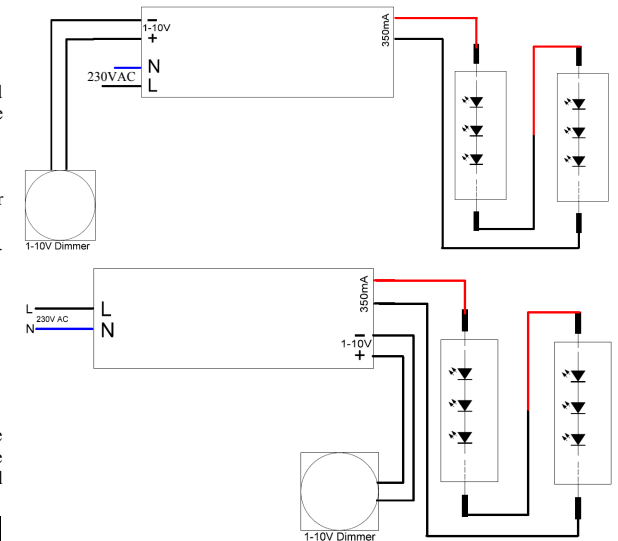 −
1-10V
+
350mA
N
230VAC
L
1-10V Dimmer
L
230V AC
N
L
N
350mA
−
1-10V
+
1-10V Dimmer